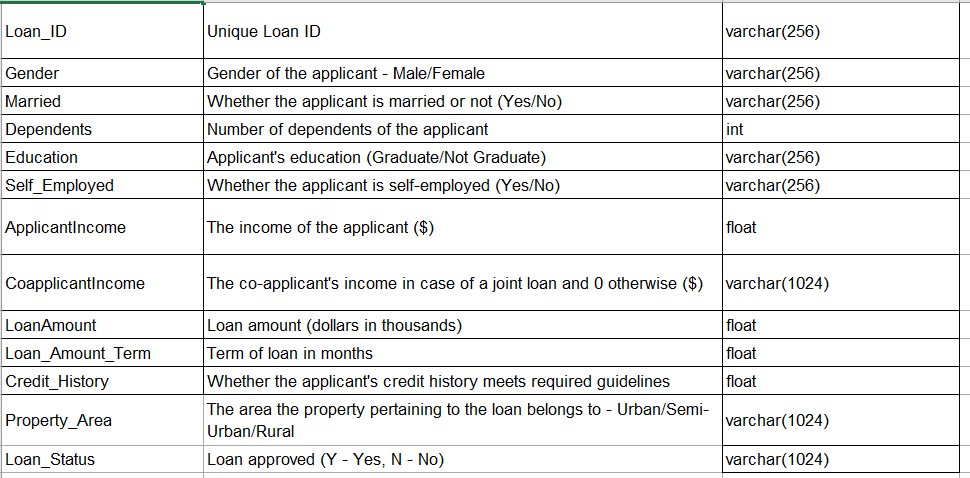 Loan_ID Unique Loan ID varchar(256)
Gender Gender of the applicant - Male/Female varchar(256)
Married Whether the applicant is married or not (Yes/No) varchar(256)
Dependents Number of dependents of the applicant int
Education Applicant's education (Graduate/Not Graduate) varchar(256)
Self_Employed Whether the applicant is self-employed (Yes/No) varchar(256)
ApplicantIncome The income of the applicant ($) float
CoapplicantIncome The co-applicant's income in case of a joint loan and 0 otherwise ($) varchar(1024)
LoanAmount Loan amount (dollars in thousands) float
Loan_Amount_Term Term of loan in months float
Credit_History Whether the applicant's credit history meets required guidelines float
Property_Area The area the property pertaining to the loan belongs to - Urban/Semi-
Urban/Rural varchar(1024)
Loan_Status Loan approved (Y - Yes, N - No) varchar(1024)